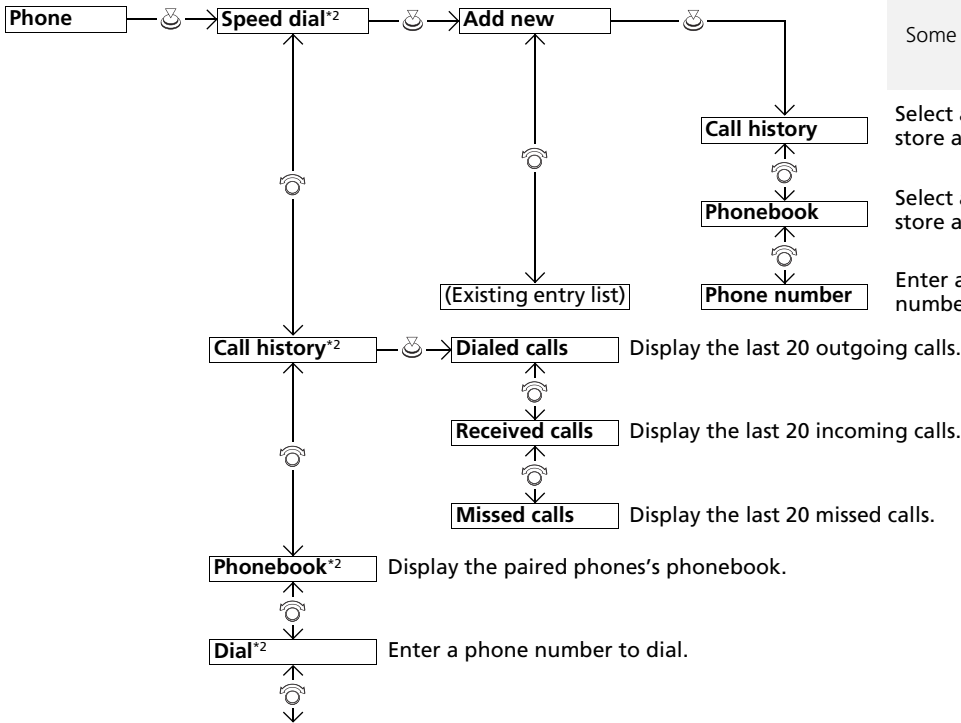 Phone
Speed dial*2
Add new
Some
Call history
Select
store a
Phonebook
Select
store a
(Existing entry list)
Phone number
Enter a
number
Call history*2
Dialed calls
Display the last 20 outgoing calls.
Received calls
Display the last 20 incoming calls.
Missed calls
Display the last 20 missed calls.
Phonebook*2
Display the paired phones's phonebook.
Dial*2
Enter a phone number to dial.